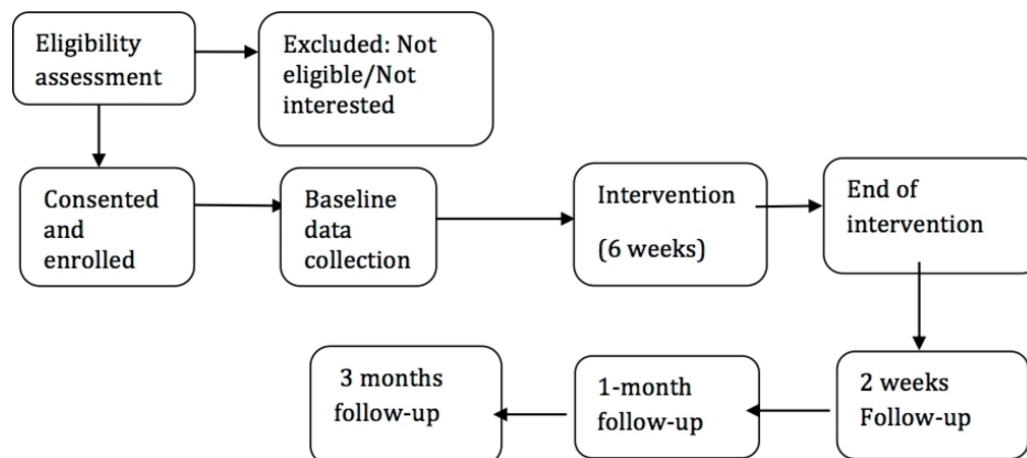 Eligibility
assessment
Excluded: Not
eligible/Not
interested
Consented
and
enrolled
Baseline
data
collection
Intervention
(6 weeks)
End of
intervention
2 weeks
Follow-up
1-month
follow-up
3 months
follow-up